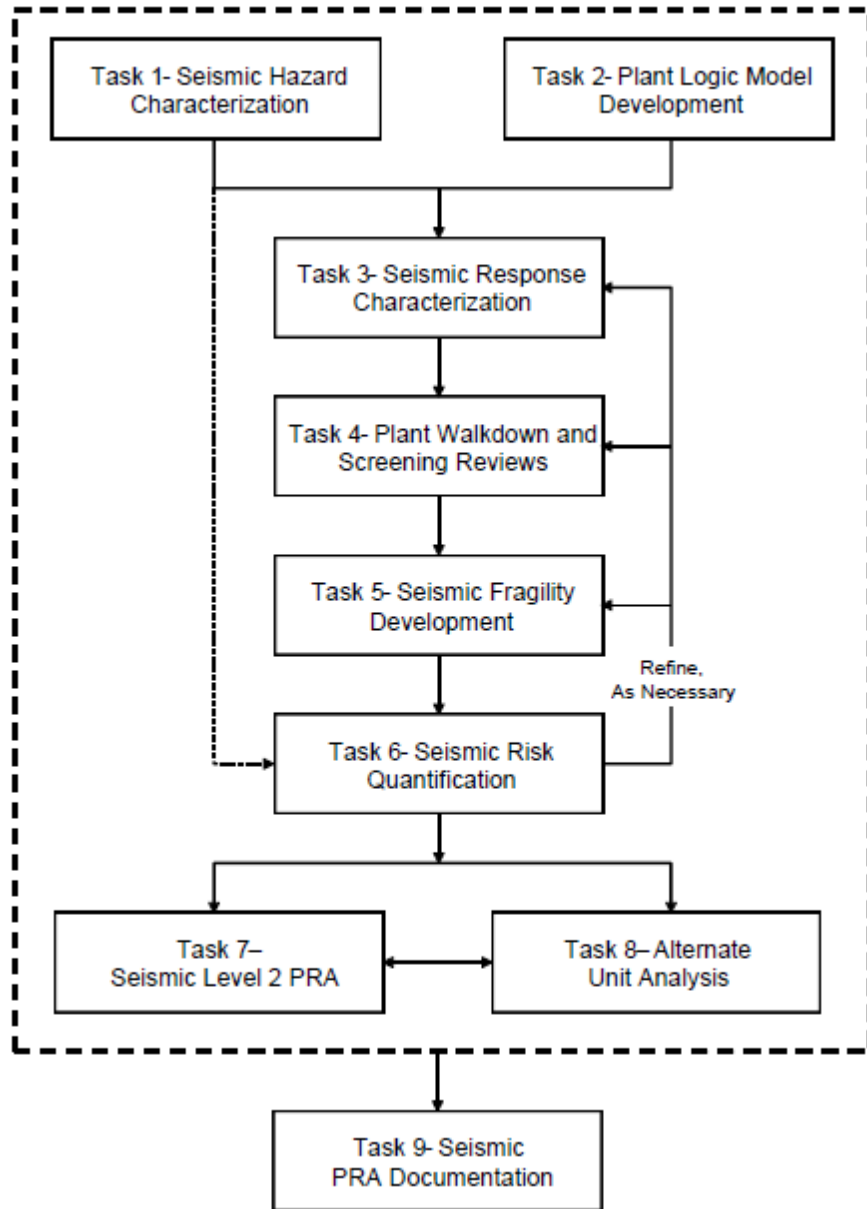 Task 1- Seismic Hazard
Characterization
Task 2- Plant Logic Model
Development
Task 3- Seismic Response
Characterization
Task 4- Plant Walkdown and
Screening Reviews
Task 5- Seismic Fragility
Development
Refine,
As Necessary
Task 6- Seismic Risk
Quantification
Task 7–
Seismic Level 2 PRA
Task 8– Alternate
Unit Analysis
Task 9- Seismic
PRA Documentation